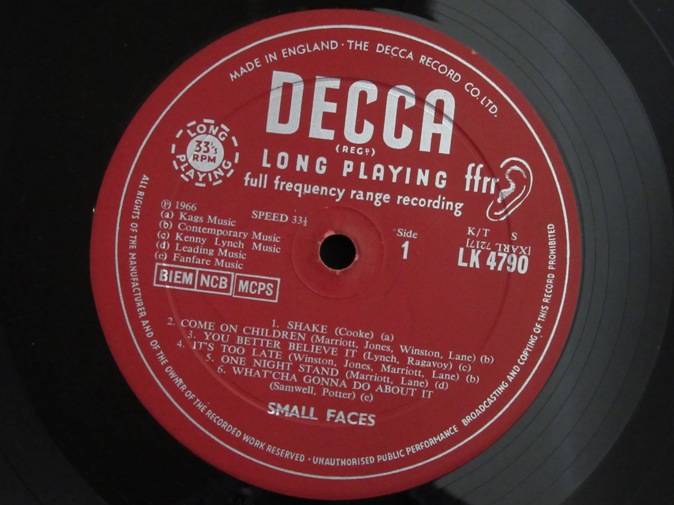 MADE IN ENGLAND · THE DECCA RECORD CO. LTD.
DECCA
(REGD)
LONG PLAYING
33⅓
RPM
LONG PLAYING ffrr
full frequency range recording
℗ 1966
(a) Kags Music
(b) Contemporary Music
(c) Kenny Lynch Music
(d) Leading Music
(e) Fanfare Music
SPEED 33⅓
Side
1
J/K
S
[XARL 7217]
LK 4790
BIEM NCB MCPS
1. SHAKE (Cooke) (a)
2. COME ON CHILDREN (Marriott, Jones, Winston, Lane) (b)
3. YOU BETTER BELIEVE IT (Lynch, Ragavoy) (c)
4. IT'S TOO LATE (Winston, Jones, Marriott, Lane) (b)
5. ONE NIGHT STAND (Marriott, Lane) (d)
6. WHAT'CHA GONNA DO ABOUT IT
(Samwell, Potter) (e)
SMALL FACES
ALL RIGHTS OF THE MANUFACTURER AND OF THE OWNER OF THE RECORDED WORK RESERVED · UNAUTHORISED PUBLIC PERFORMANCE BROADCASTING AND COPYING OF THIS RECORD PROHIBITED